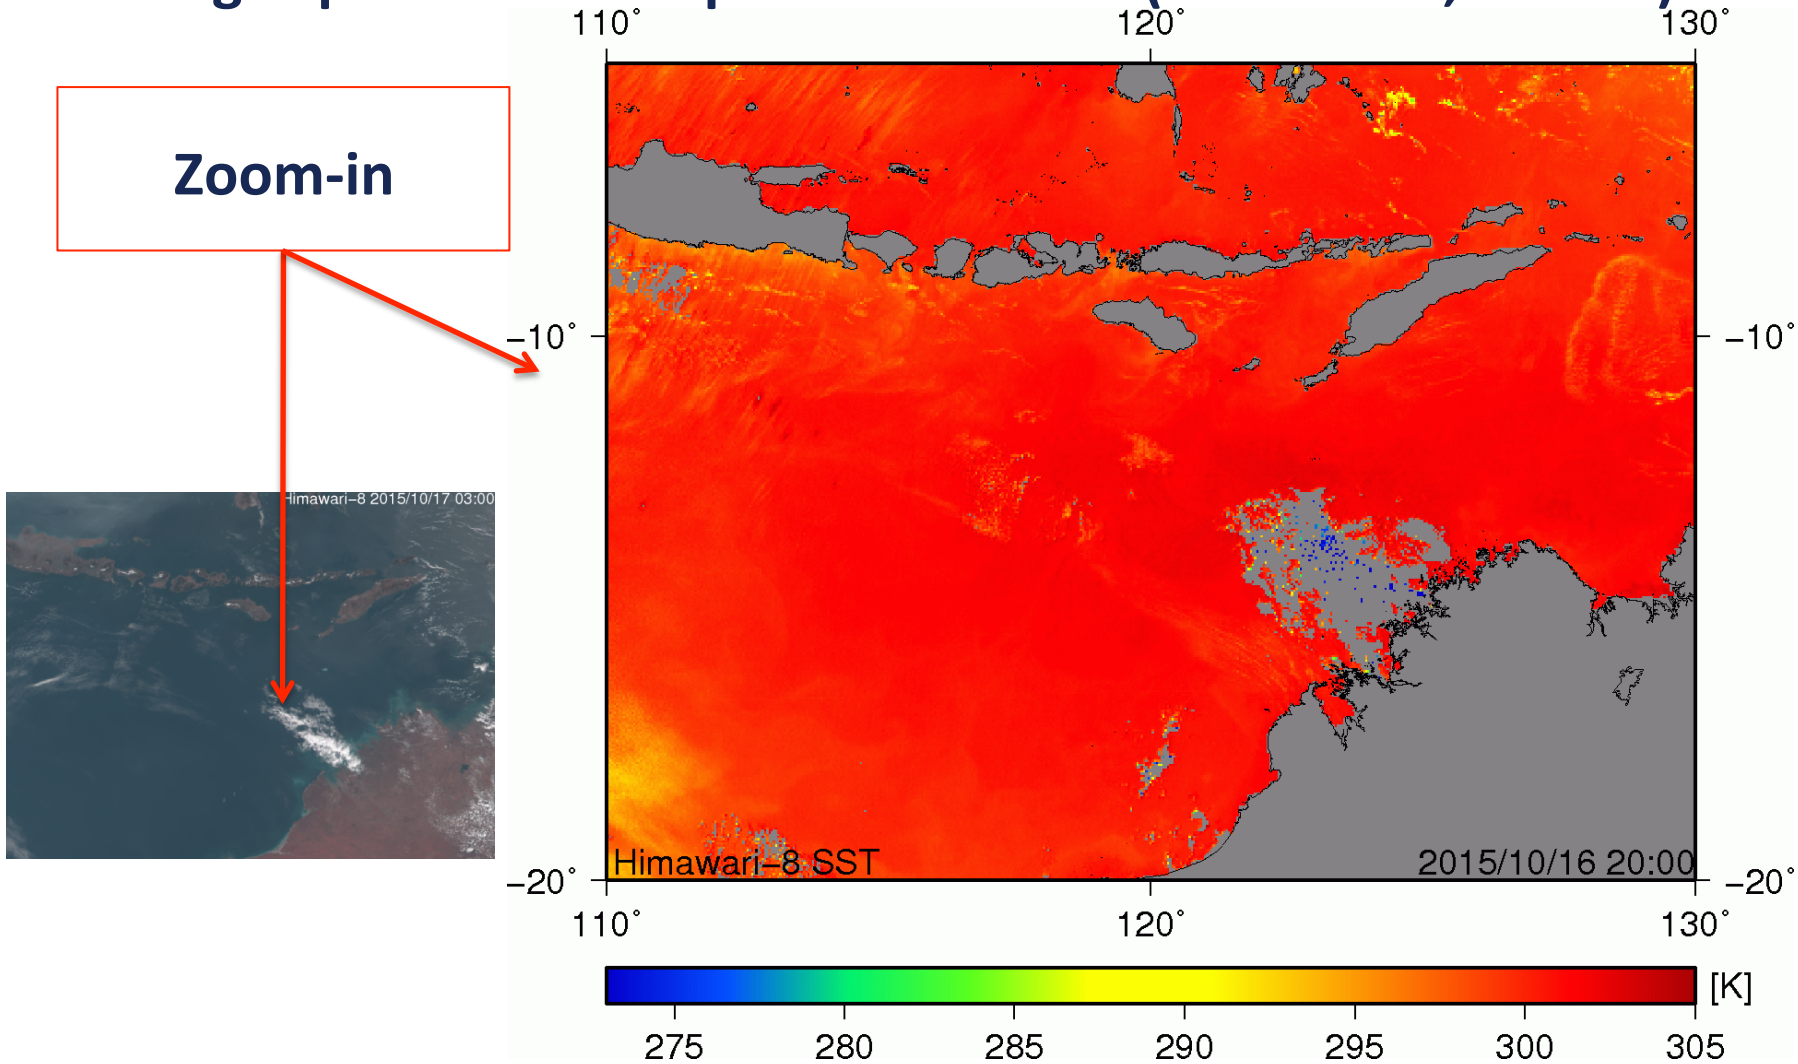 110° 120° 130°
Zoom-in
−10° −10°
Himawari−8 2015/10/17 03:00
Himawari−8 SST 2015/10/16 20:00
−20° −20°
110° 120° 130°
[K]
275 280 285 290 295 300 305